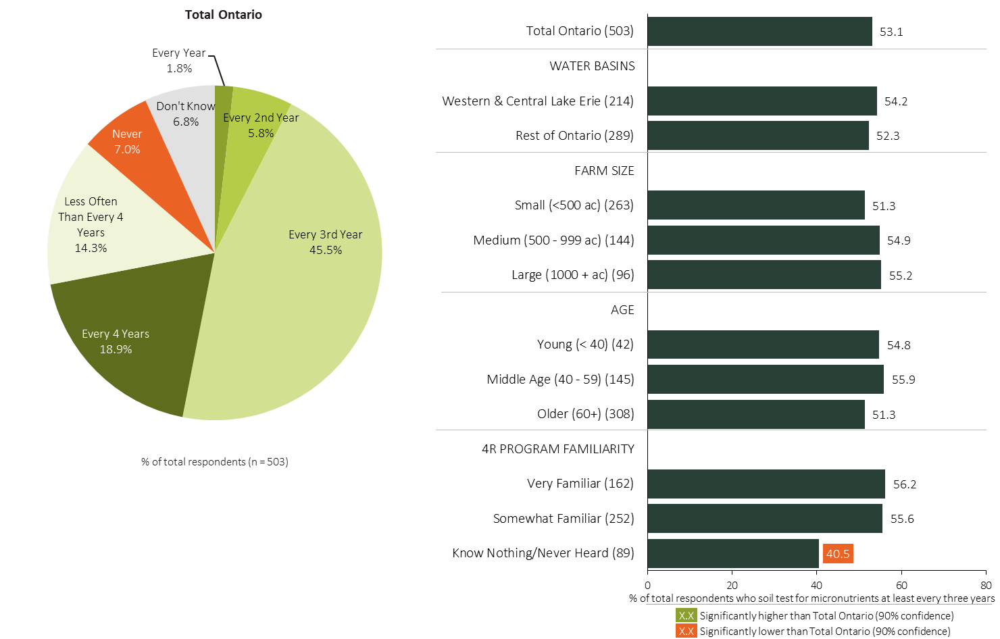 Total Ontario
Every Year
1.8%
Don't Know
6.8%
Every 2nd Year
5.8%
Never
7.0%
Less Often
Than Every 4
Years
14.3%
Every 3rd Year
45.5%
Every 4 Years
18.9%
% of total respondents (n = 503)
Total Ontario (503) 53.1
WATER BASINS
Western & Central Lake Erie (214) 54.2
Rest of Ontario (289) 52.3
FARM SIZE
Small (<500 ac) (263) 51.3
Medium (500 - 999 ac) (144) 54.9
Large (1000 + ac) (96) 55.2
AGE
Young (< 40) (42) 54.8
Middle Age (40 - 59) (145) 55.9
Older (60+) (308) 51.3
4R PROGRAM FAMILIARITY
Very Familiar (162) 56.2
Somewhat Familiar (252) 55.6
Know Nothing/Never Heard (89) 40.5
0 20 40 60 80
% of total respondents who soil test for micronutrients at least every three years
X.X Significantly higher than Total Ontario (90% confidence)
X.X Significantly lower than Total Ontario (90% confidence)